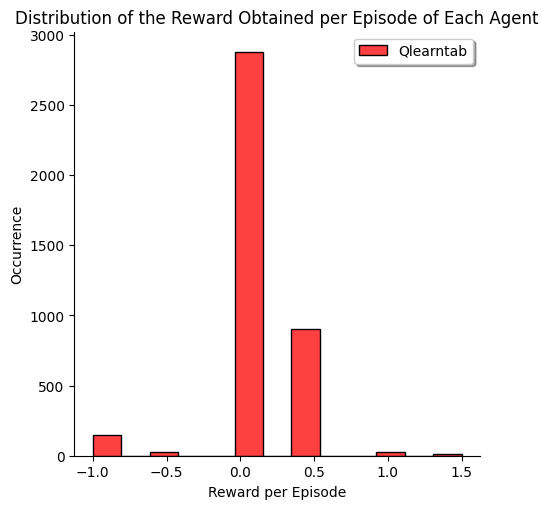 Distribution of the Reward Obtained per Episode of Each Agent
Qlearntab
3000
2500
2000
1500
1000
500
0
Occurrence
−1.0 −0.5 0.0 0.5 1.0 1.5
Reward per Episode